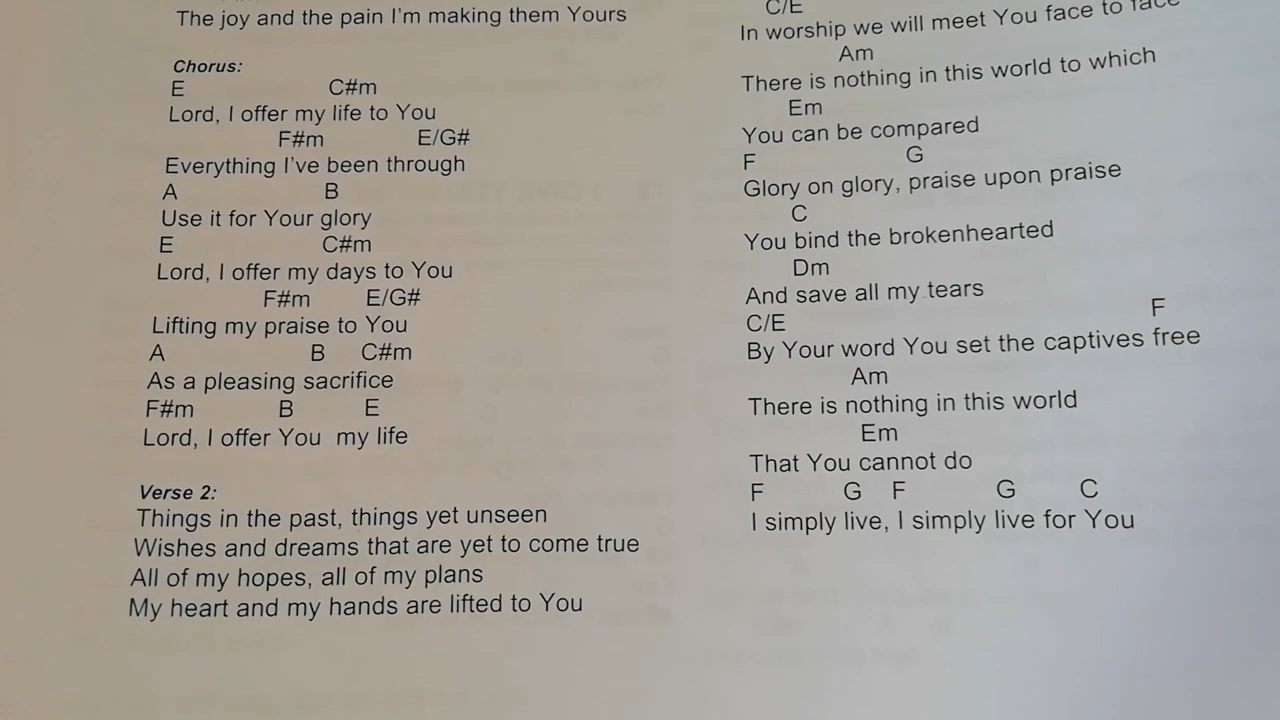 The joy and the pain I'm making them Yours
Chorus:
E C#m
Lord, I offer my life to You
F#m E/G#
Everything I've been through
A B
Use it for Your glory
E C#m
Lord, I offer my days to You
F#m E/G#
Lifting my praise to You
A B C#m
As a pleasing sacrifice
F#m B E
Lord, I offer You my life
Verse 2:
Things in the past, things yet unseen
Wishes and dreams that are yet to come true
All of my hopes, all of my plans
My heart and my hands are lifted to You
C/E
In worship we will meet You face to face
Am
There is nothing in this world to which
Em
You can be compared
F G
Glory on glory, praise upon praise
C
You bind the brokenhearted
Dm
And save all my tears
C/E F
By Your word You set the captives free
Am
There is nothing in this world
Em
That You cannot do
F G F G C
I simply live, I simply live for You